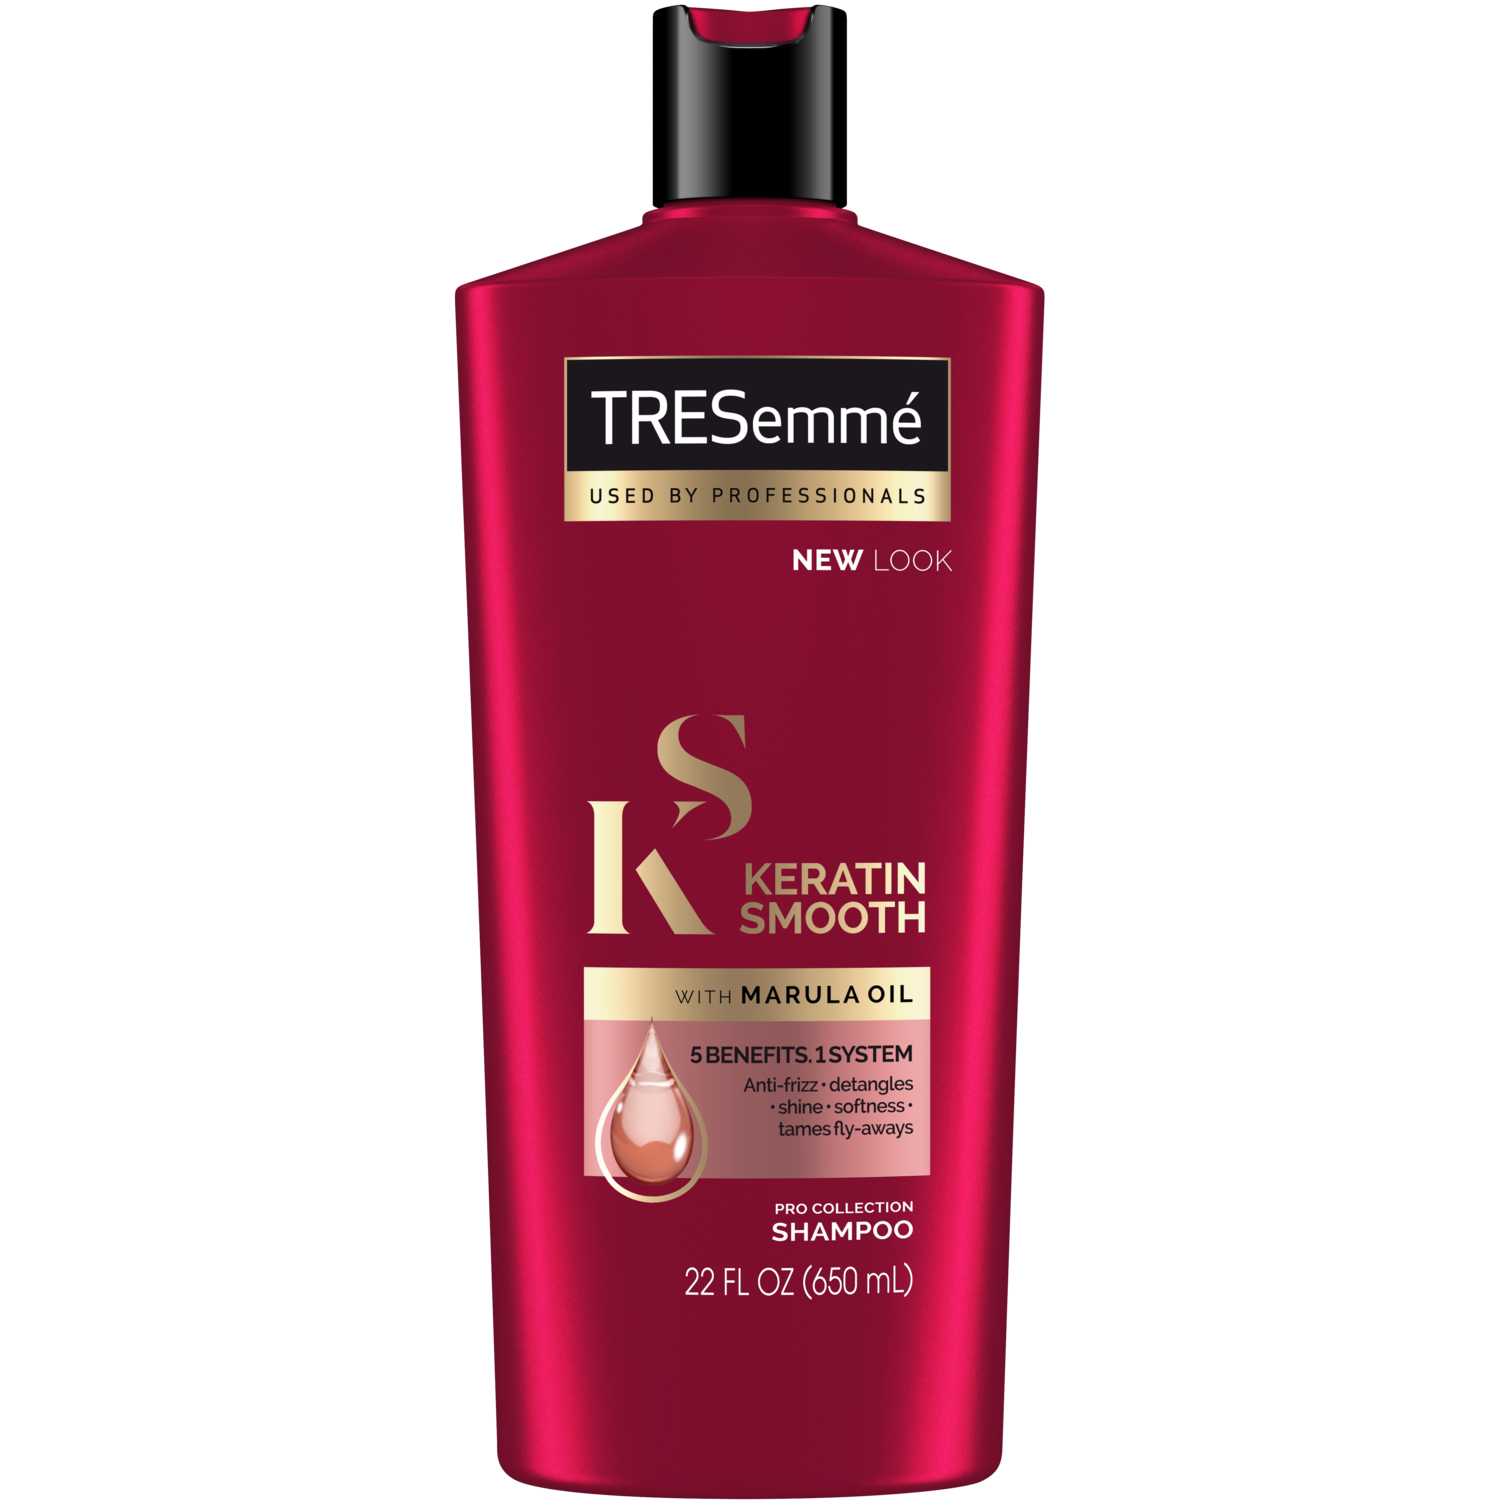 TRESemmé
USED BY PROFESSIONALS
NEW LOOK
KS
KERATIN
SMOOTH
WITH MARULA OIL
5 BENEFITS. 1 SYSTEM
Anti-frizz • detangles
• shine • softness •
tames fly-aways
PRO COLLECTION
SHAMPOO
22 FL OZ (650 mL)